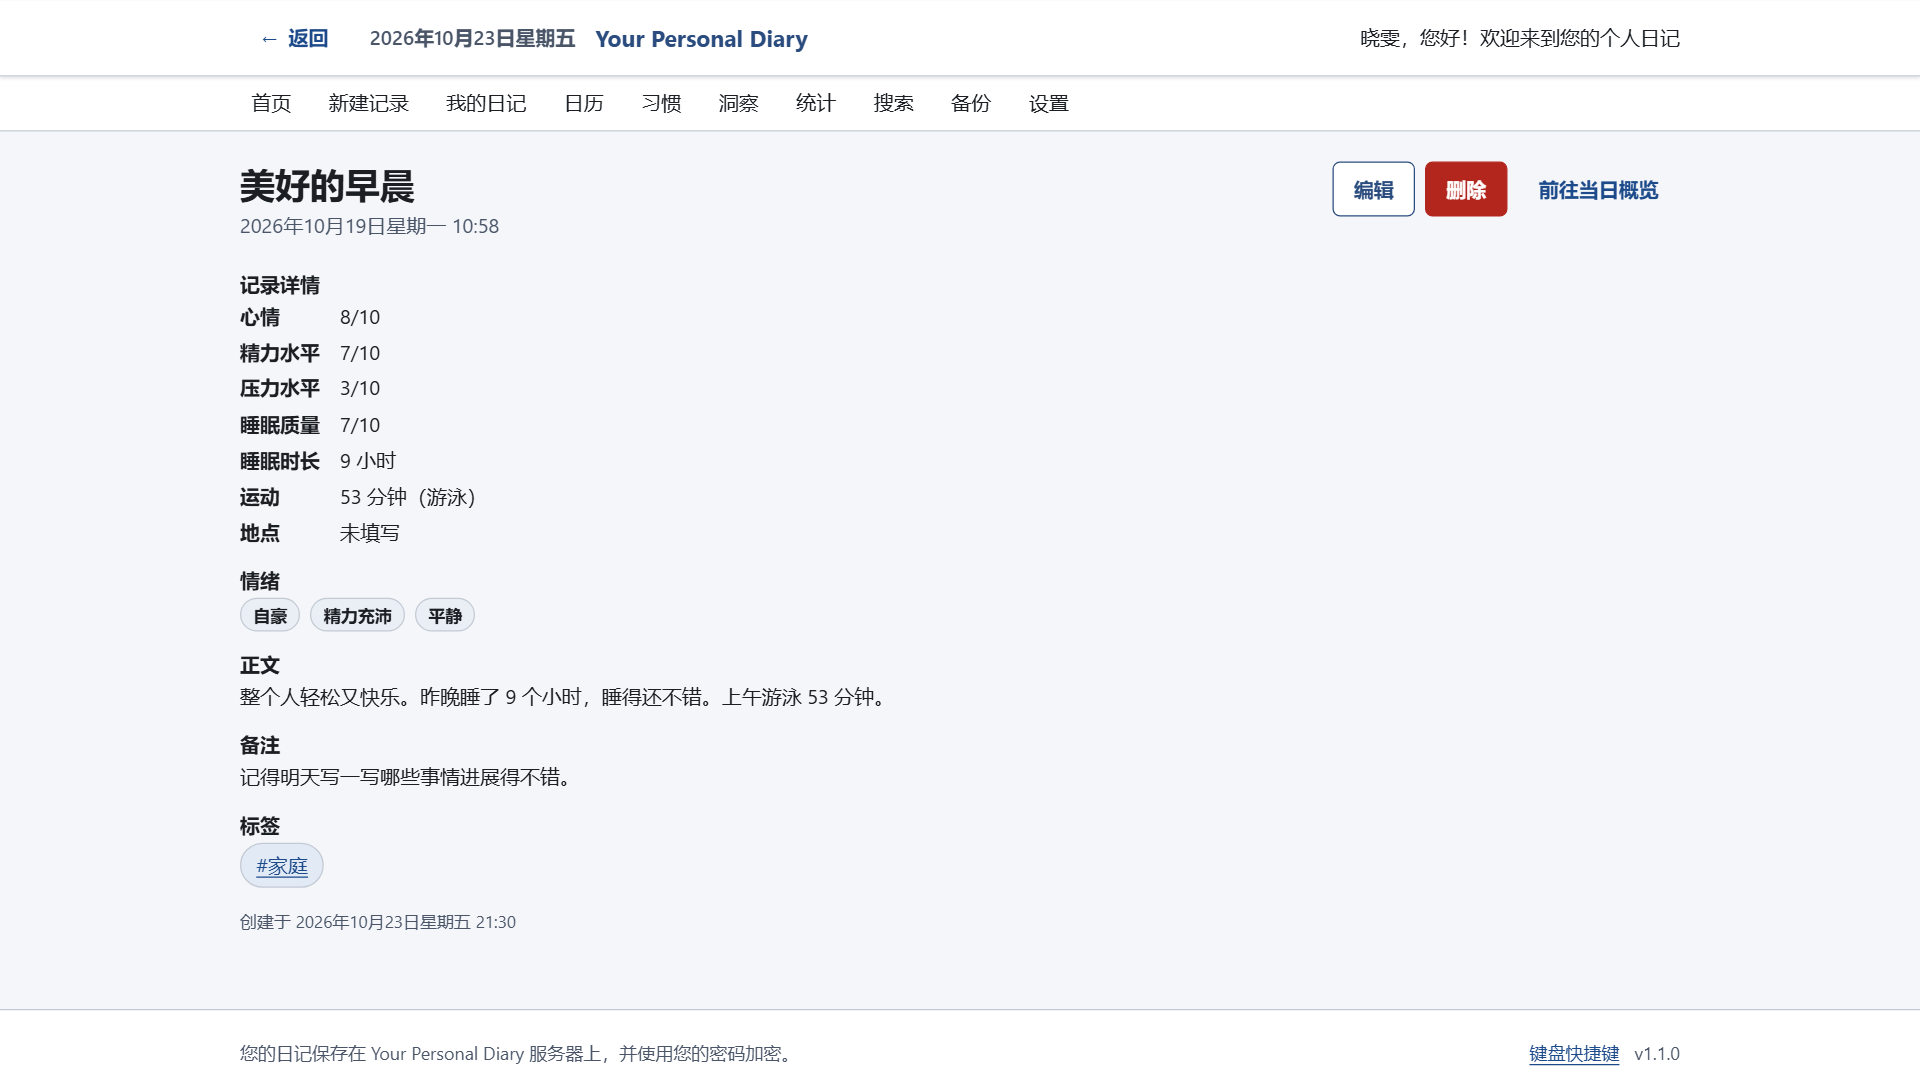 ← 返回 2026年10月23日星期五 Your Personal Diary 晓雯，您好！欢迎来到您的个人日记
首页 新建记录 我的日记 日历 习惯 洞察 统计 搜索 备份 设置
美好的早晨
编辑 删除 前往当日概览
2026年10月19日星期一 10:58
记录详情
心情 8/10
精力水平 7/10
压力水平 3/10
睡眠质量 7/10
睡眠时长 9 小时
运动 53 分钟（游泳）
地点 未填写
情绪
自豪 精力充沛 平静
正文
整个人轻松又快乐。昨晚睡了 9 个小时，睡得还不错。上午游泳 53 分钟。
备注
记得明天写一写哪些事情进展得不错。
标签
#家庭
创建于 2026年10月23日星期五 21:30
您的日记保存在 Your Personal Diary 服务器上，并使用您的密码加密。 键盘快捷键 v1.1.0